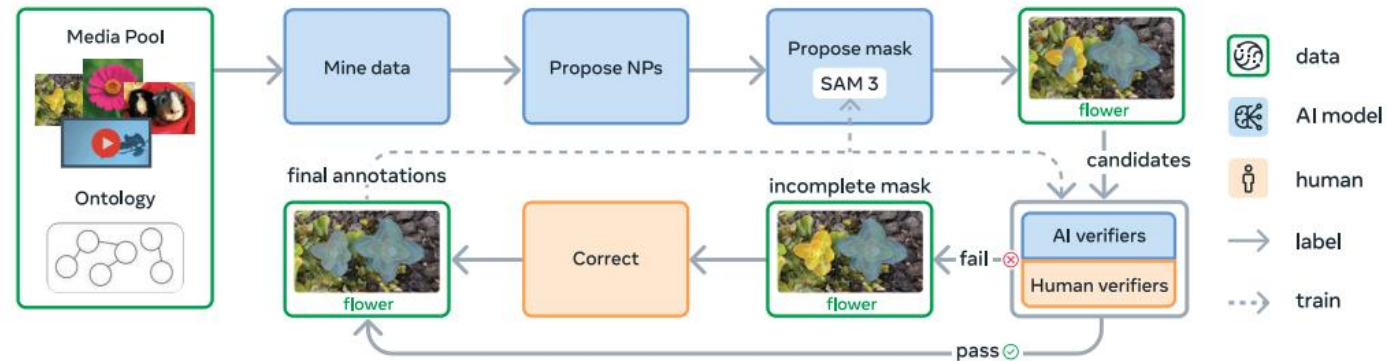 Media Pool
Ontology
Mine data
Propose NPs
Propose mask
SAM 3
flower
candidates
AI verifiers
Human verifiers
fail
incomplete mask
flower
Correct
final annotations
flower
pass
data
AI model
human
label
train